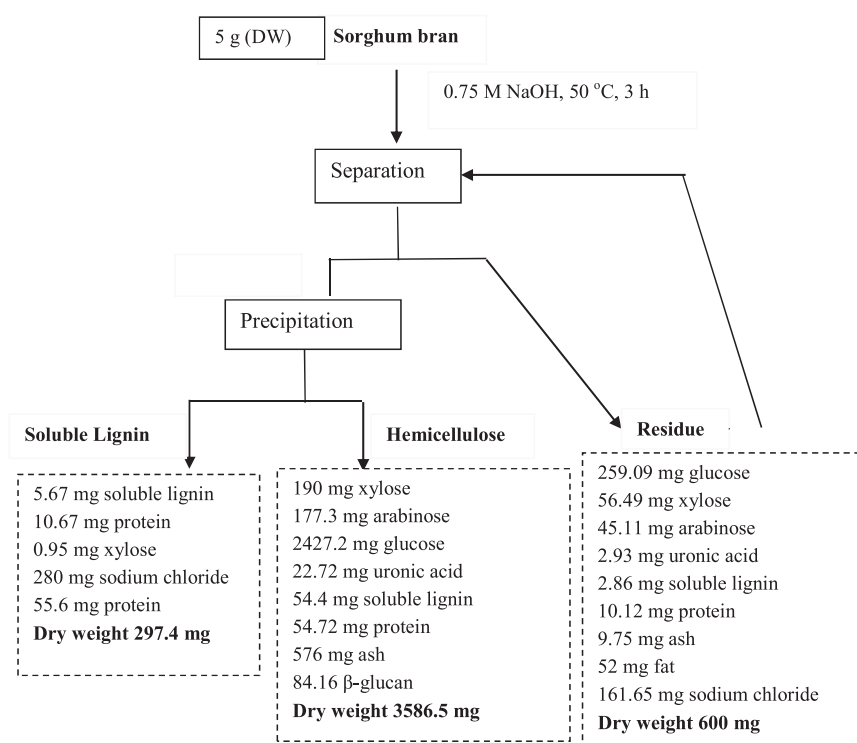 5 g (DW) Sorghum bran
0.75 M NaOH, 50 °C, 3 h
Separation
Precipitation
Soluble Lignin
5.67 mg soluble lignin
10.67 mg protein
0.95 mg xylose
280 mg sodium chloride
55.6 mg protein
Dry weight 297.4 mg
Hemicellulose
190 mg xylose
177.3 mg arabinose
2427.2 mg glucose
22.72 mg uronic acid
54.4 mg soluble lignin
54.72 mg protein
576 mg ash
84.16 β-glucan
Dry weight 3586.5 mg
Residue
259.09 mg glucose
56.49 mg xylose
45.11 mg arabinose
2.93 mg uronic acid
2.86 mg soluble lignin
10.12 mg protein
9.75 mg ash
52 mg fat
161.65 mg sodium chloride
Dry weight 600 mg